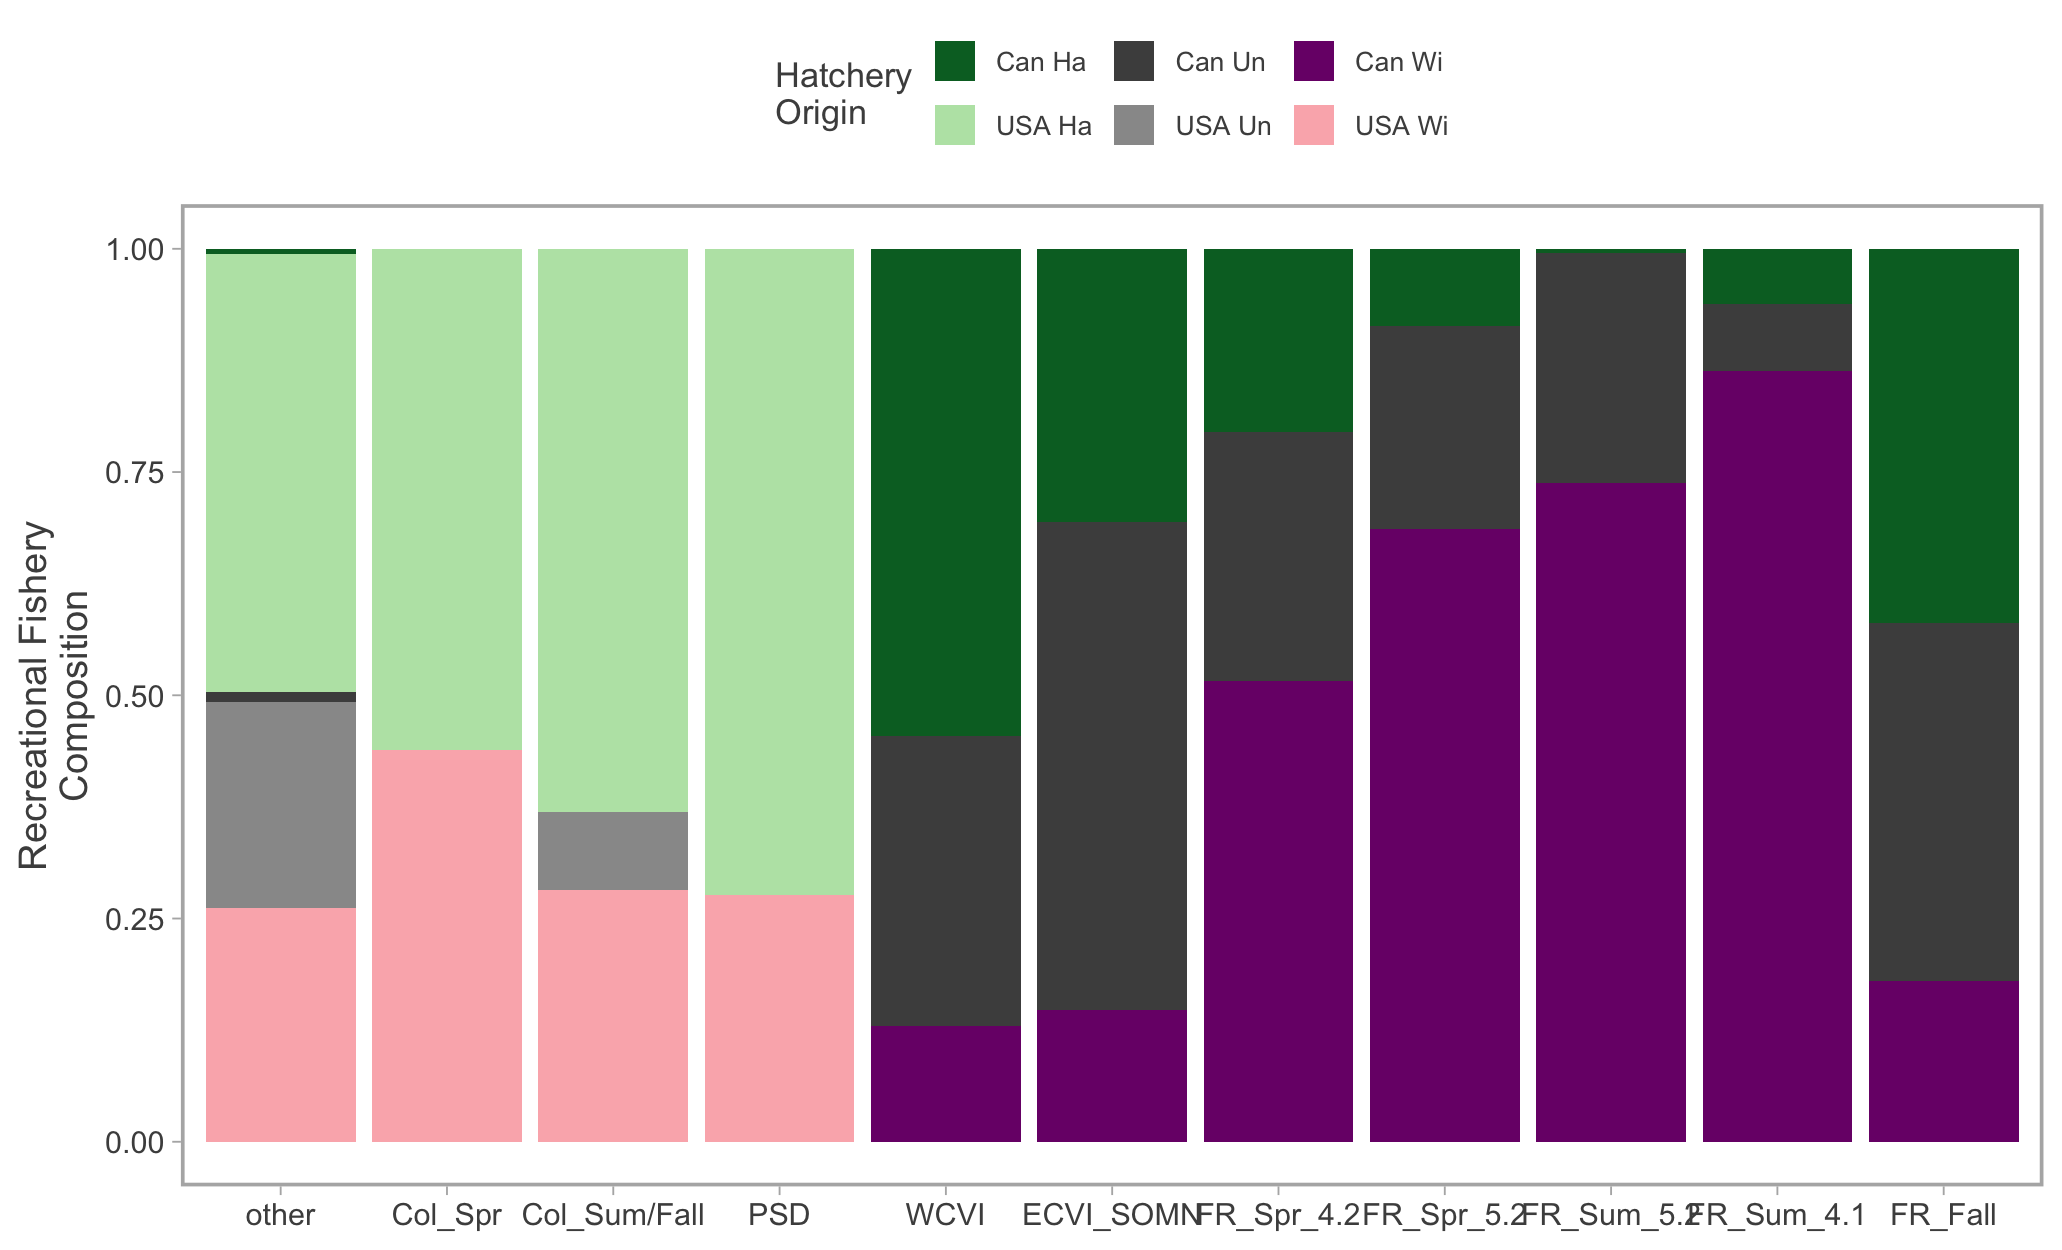 Hatchery
Origin
Can Ha
Can Un
Can Wi
USA Ha
USA Un
USA Wi
Recreational Fishery
Composition
1.00
0.75
0.50
0.25
0.00
other
Col_Spr
Col_Sum/Fall
PSD
WCVI
ECVI_SOMN
FR_Spr_4.2
FR_Spr_5.2
FR_Sum_5.2
FR_Sum_4.1
FR_Fall